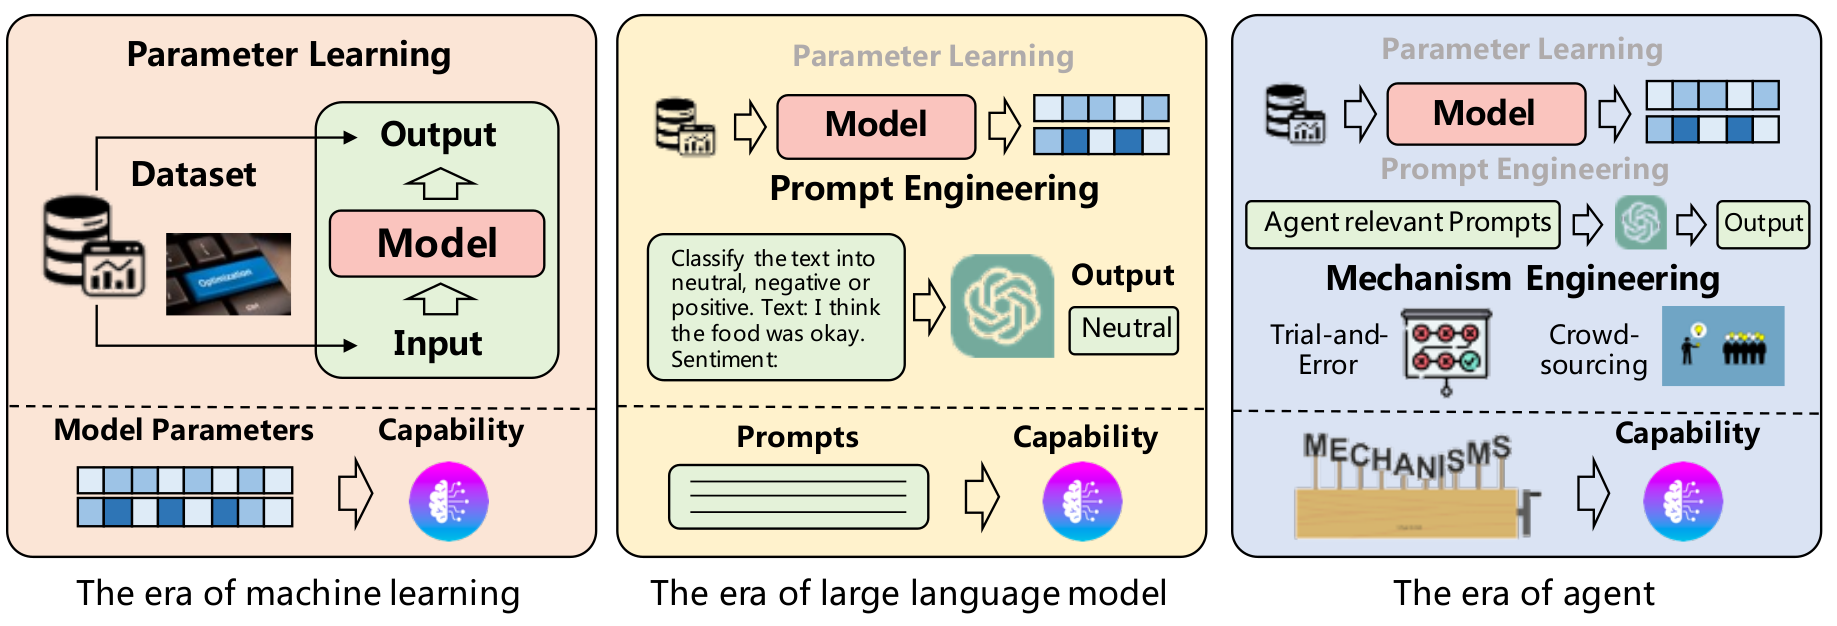 Parameter Learning
Output
Dataset
Optimization
Model
Input
Model Parameters
Capability
The era of machine learning
Parameter Learning
Model
Prompt Engineering
Classify the text into
neutral, negative or
positive. Text: I think
the food was okay.
Sentiment:
Output
Neutral
Prompts
Capability
The era of large language model
Parameter Learning
Model
Prompt Engineering
Agent relevant Prompts
Output
Mechanism Engineering
Trial-and-
Error
Crowd-
sourcing
MECHANISMS
Capability
The era of agent